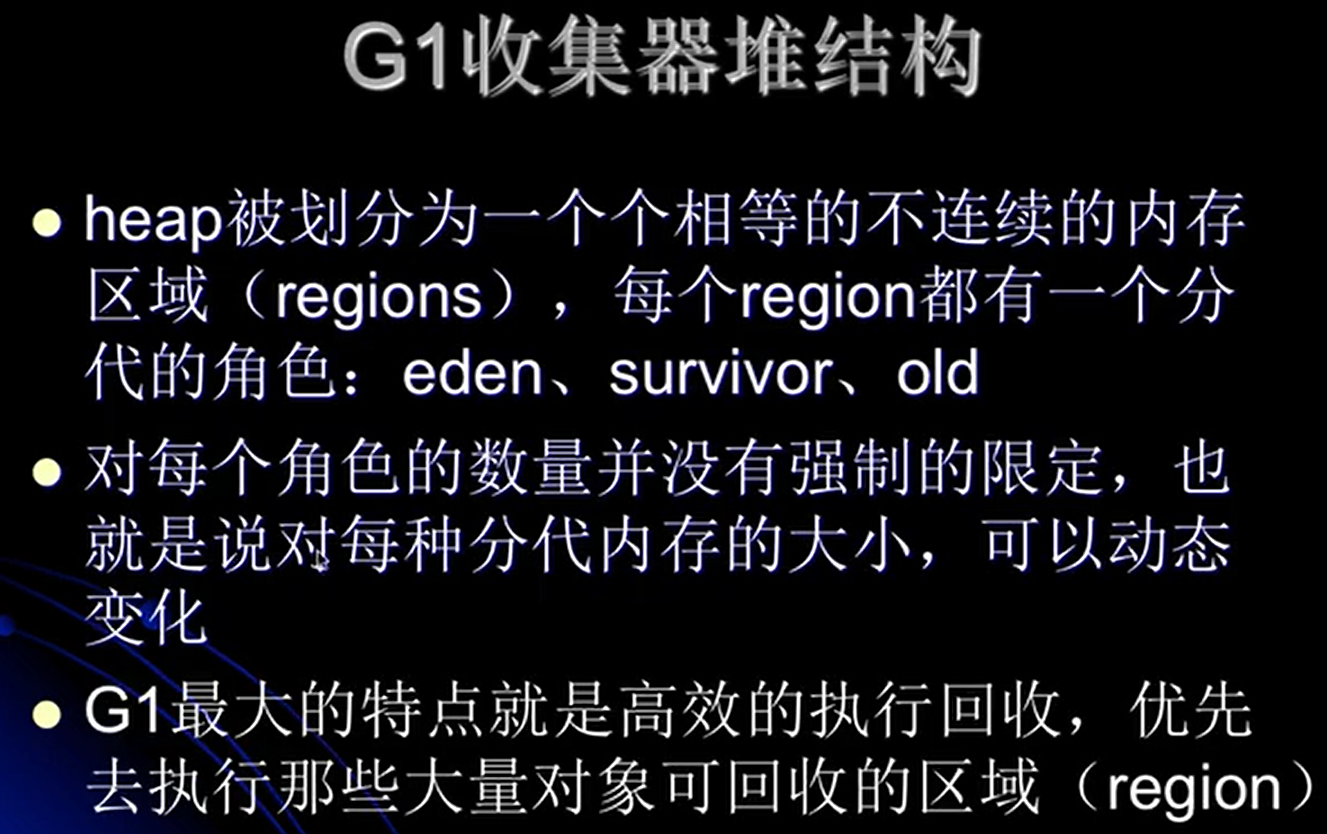 G1收集器堆结构
heap被划分为一个个相等的不连续的内存
区域（regions），每个region都有一个分
代的角色：eden、survivor、old
对每个角色的数量并没有强制的限定，也
就是说对每种分代内存的大小，可以动态
变化
G1最大的特点就是高效的执行回收，优先
去执行那些大量对象可回收的区域（region）